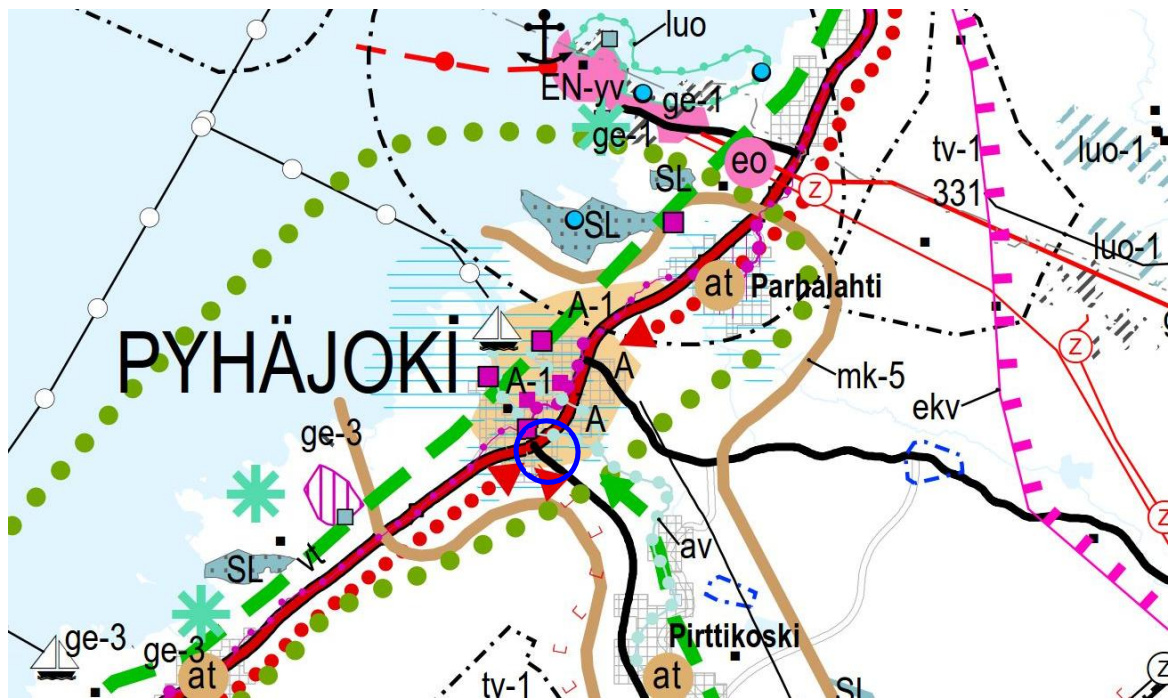 luo
EN-yv
ge-1
ge-1
eo
tv-1
luo-1
Z
331
SL
SL
luo-1
at
Parhalahti
A-1
Z
PYHÄJOKİ
A
mk-5
A-1
ekv
A
ge-3
Z
av
SL
vt
Pirttikoski
ge-3
ge-3
at
at
Z
tv-1
SL